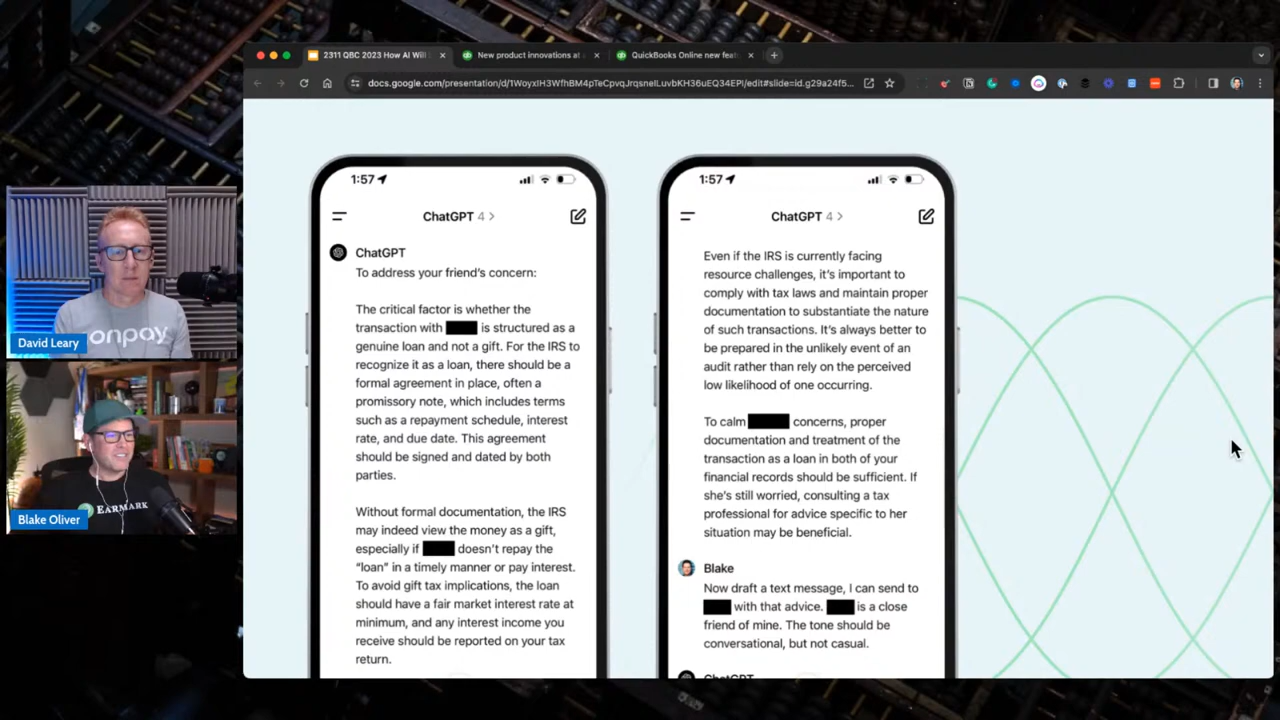 2311 QBC 2023 How AI Will
New product innovations at
QuickBooks Online new feat
docs.google.com/presentation/d/1WoyxIH3WfhBM4pTeCpvqJrqsneILuvbKH36uEQ34EPI/edit#slide=id.g29a24f5...
1:57
ChatGPT 4 >
ChatGPT
To address your friend's concern:
The critical factor is whether the
transaction with
is structured as a
genuine loan and not a gift. For the IRS to
recognize it as a loan, there should be a
formal agreement in place, often a
promissory note, which includes terms
such as a repayment schedule, interest
rate, and due date. This agreement
should be signed and dated by both
parties.
Without formal documentation, the IRS
may indeed view the money as a gift,
especially if
doesn't repay the
"loan" in a timely manner or pay interest.
To avoid gift tax implications, the loan
should have a fair market interest rate at
minimum, and any interest income you
receive should be reported on your tax
return.
1:57
ChatGPT 4 >
Even if the IRS is currently facing
resource challenges, it's important to
comply with tax laws and maintain proper
documentation to substantiate the nature
of such transactions. It's always better to
be prepared in the unlikely event of an
audit rather than rely on the perceived
low likelihood of one occurring.
To calm
concerns, proper
documentation and treatment of the
transaction as a loan in both of your
financial records should be sufficient. If
she's still worried, consulting a tax
professional for advice specific to her
situation may be beneficial.
Blake
Now draft a text message, I can send to
with that advice.
is a close
friend of mine. The tone should be
conversational, but not casual.
ChatGPT
onpay
David Leary
EARMARK
Blake Oliver